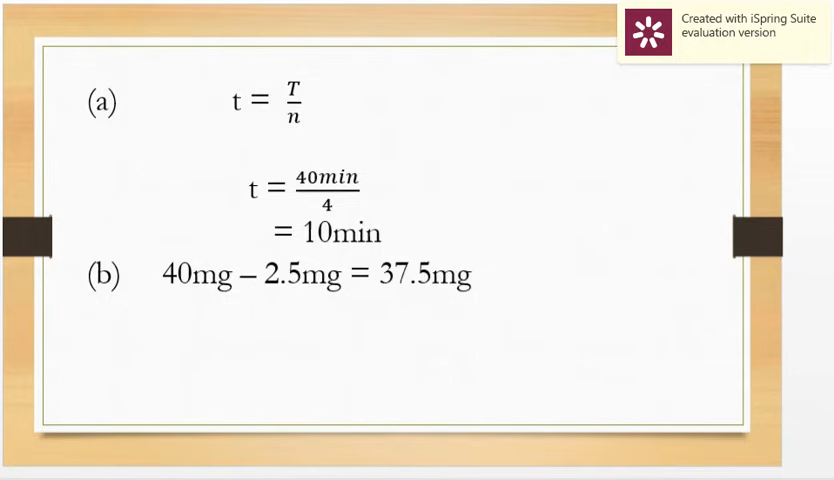 Created with iSpring Suite
evaluation version
(a) t = T/n
t = 40min/4
= 10min
(b) 40mg – 2.5mg = 37.5mg